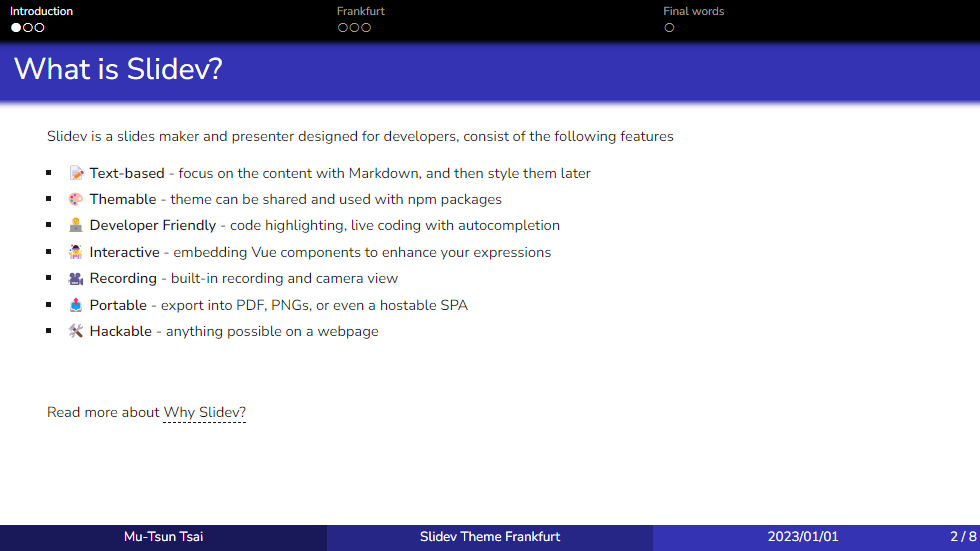 Introduction
Frankfurt
Final words
What is Slidev?
Slidev is a slides maker and presenter designed for developers, consist of the following features
Text-based - focus on the content with Markdown, and then style them later
Themable - theme can be shared and used with npm packages
Developer Friendly - code highlighting, live coding with autocompletion
Interactive - embedding Vue components to enhance your expressions
Recording - built-in recording and camera view
Portable - export into PDF, PNGs, or even a hostable SPA
Hackable - anything possible on a webpage
Read more about Why Slidev?
Mu-Tsun Tsai
Slidev Theme Frankfurt
2023/01/01
2 / 8